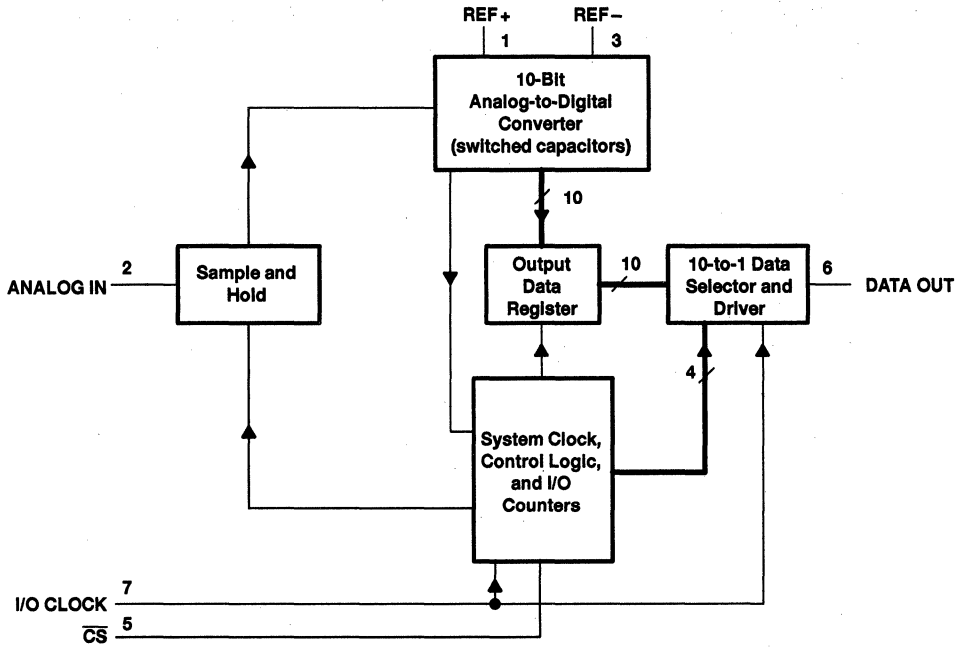 REF+
REF−
1
3
10-Bit
Analog-to-Digital
Converter
(switched capacitors)
10
2
ANALOG IN
Sample and
Hold
Output
Data
Register
10
10-to-1 Data
Selector and
Driver
6
DATA OUT
4
System Clock,
Control Logic,
and I/O
Counters
7
I/O CLOCK
5
C̅S̅